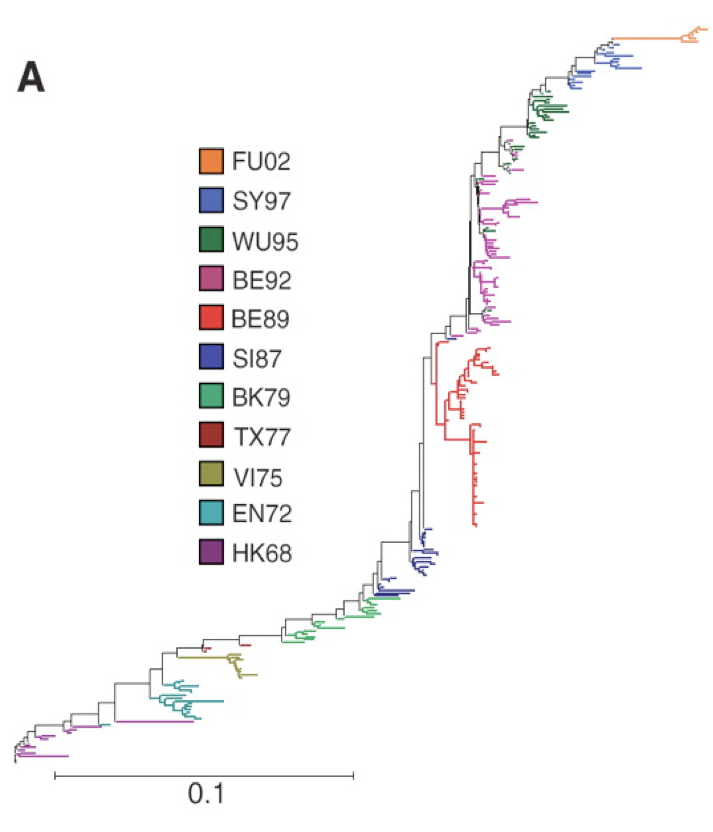 A
FU02
SY97
WU95
BE92
BE89
SI87
BK79
TX77
VI75
EN72
HK68
0.1